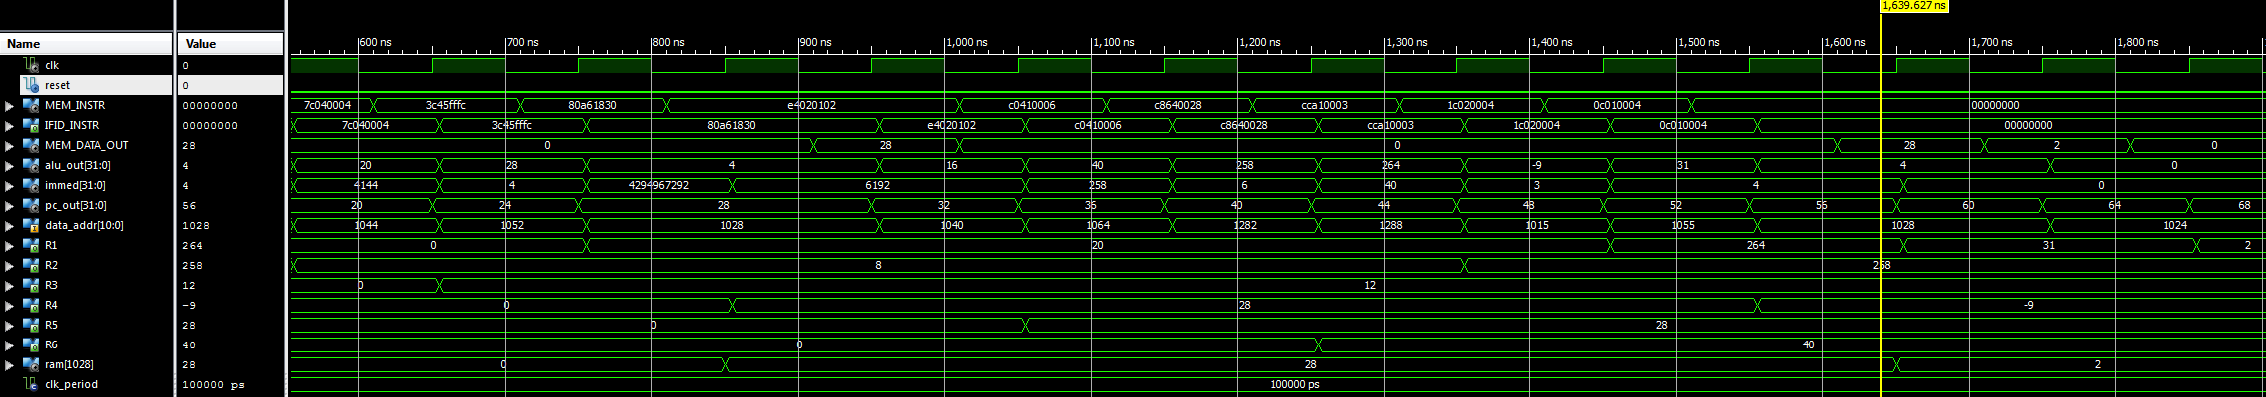 1,639.627 ns
Name Value 600 ns 700 ns 800 ns 900 ns 1,000 ns 1,100 ns 1,200 ns 1,300 ns 1,400 ns 1,500 ns 1,600 ns 1,700 ns 1,800 ns
clk 0
reset 0
MEM_INSTR 00000000 7c040004 3c45fffc 80a61830 e4020102 c0410006 c8640028 cca10003 1c020004 0c010004 00000000
IFID_INSTR 00000000 7c040004 3c45fffc 80a61830 e4020102 c0410006 c8640028 cca10003 1c020004 0c010004 00000000
MEM_DATA_OUT 28 0 28 0 28 2 0
alu_out[31:0] 4 20 28 4 16 40 258 264 -9 31 4 0
immed[31:0] 4 4144 4 4294967292 6192 258 6 40 3 4 0
pc_out[31:0] 56 20 24 28 32 36 40 44 48 52 56 60 64 68
data_addr[10:0] 1028 1044 1052 1028 1040 1064 1282 1288 1015 1055 1028 1024
R1 264 0 20 264 31 2
R2 258 8 258
R3 12 0 12
R4 -9 0 28 -9
R5 28 0 28
R6 40 0 40
ram[1028] 28 0 28 2
clk_period 100000 ps 100000 ps